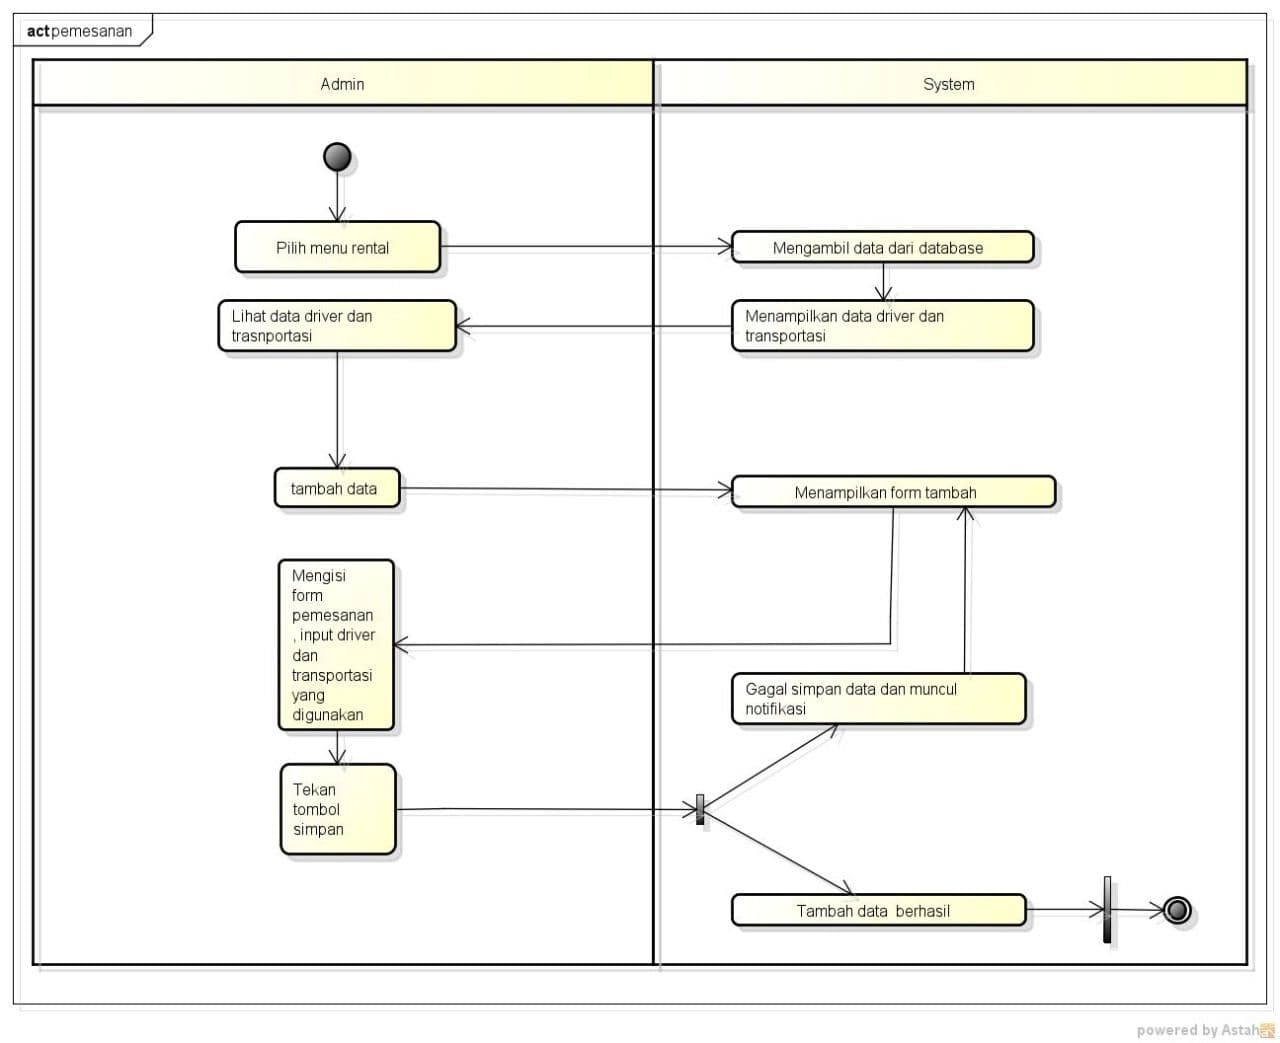 act pemesanan
Admin
System
Pilih menu rental
Mengambil data dari database
Lihat data driver dan
trasnportasi
Menampilkan data driver dan
transportasi
tambah data
Menampilkan form tambah
Mengisi
form
pemesanan
, input driver
dan
transportasi
yang
digunakan
Gagal simpan data dan muncul
notifikasi
Tekan
tombol
simpan
Tambah data  berhasil
powered by Astah